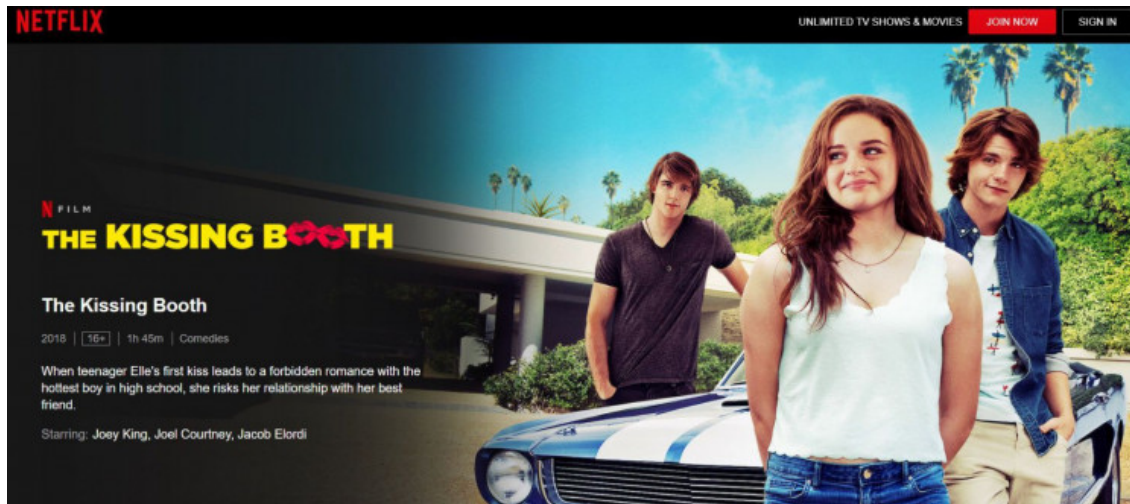 NETFLIX
UNLIMITED TV SHOWS & MOVIES JOIN NOW SIGN IN
N FILM
THE KISSING BOOTH
The Kissing Booth
2018 | 16+ | 1h 45m | Comedies
When teenager Elle's first kiss leads to a forbidden romance with the
hottest boy in high school, she risks her relationship with her best
friend.
Starring: Joey King, Joel Courtney, Jacob Elordi